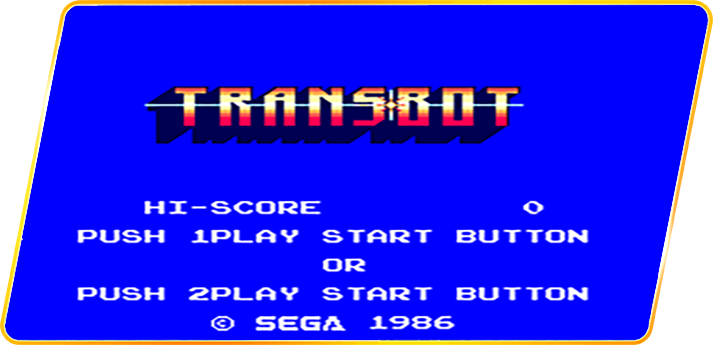 TRANSBOT
HI-SCORE 0
PUSH 1PLAY START BUTTON
OR
PUSH 2PLAY START BUTTON
© SEGA 1986